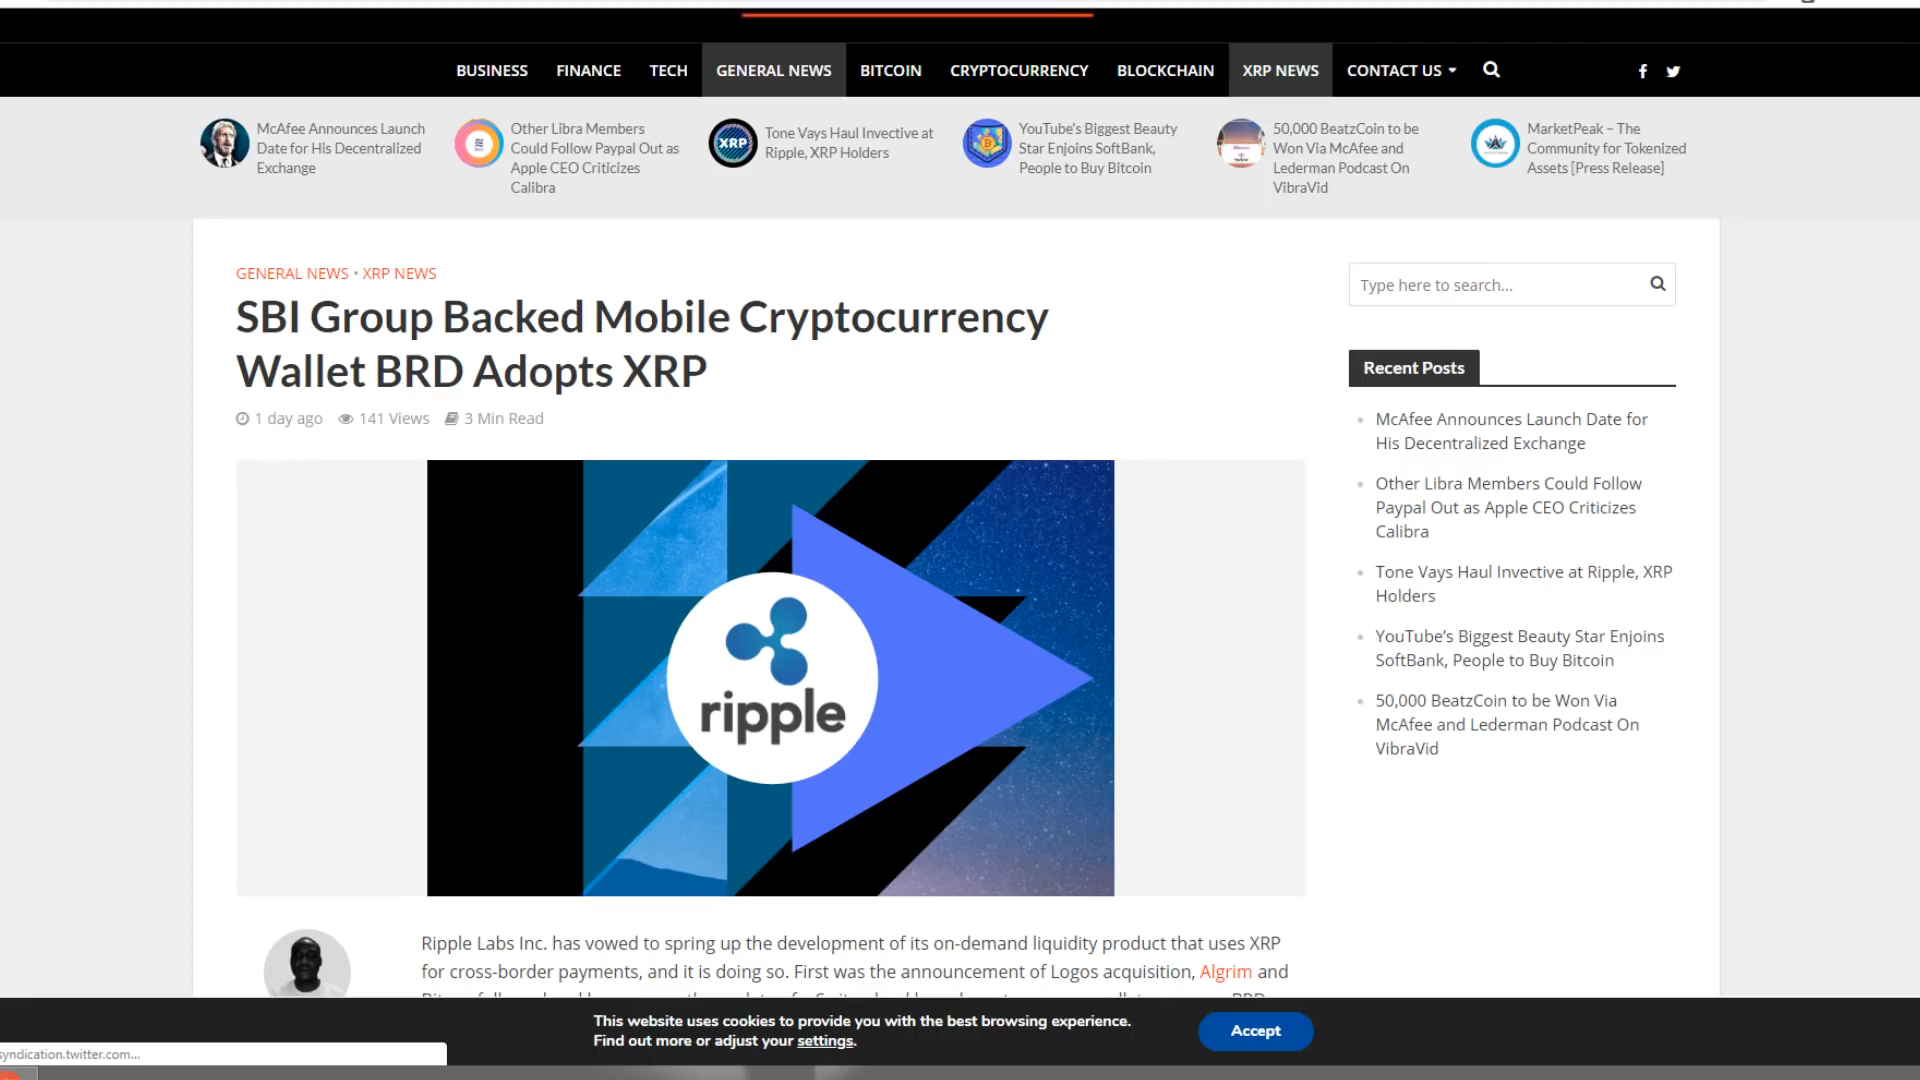 BUSINESS FINANCE TECH GENERAL NEWS BITCOIN CRYPTOCURRENCY BLOCKCHAIN XRP NEWS CONTACT US
McAfee Announces Launch
Date for His Decentralized
Exchange
Other Libra Members
Could Follow Paypal Out as
Apple CEO Criticizes
Calibra
XRP
Tone Vays Haul Invective at
Ripple, XRP Holders
YouTube's Biggest Beauty
Star Enjoins SoftBank,
People to Buy Bitcoin
50,000 BeatzCoin to be
Won Via McAfee and
Lederman Podcast On
VibraVid
MarketPeak – The
Community for Tokenized
Assets [Press Release]
GENERAL NEWS • XRP NEWS
SBI Group Backed Mobile Cryptocurrency
Wallet BRD Adopts XRP
1 day ago 141 Views 3 Min Read
ripple
Ripple Labs Inc. has vowed to spring up the development of its on-demand liquidity product that uses XRP
for cross-border payments, and it is doing so. First was the announcement of Logos acquisition, Algrim and
Type here to search...
Recent Posts
McAfee Announces Launch Date for
His Decentralized Exchange
Other Libra Members Could Follow
Paypal Out as Apple CEO Criticizes
Calibra
Tone Vays Haul Invective at Ripple, XRP
Holders
YouTube's Biggest Beauty Star Enjoins
SoftBank, People to Buy Bitcoin
50,000 BeatzCoin to be Won Via
McAfee and Lederman Podcast On
VibraVid
This website uses cookies to provide you with the best browsing experience.
Find out more or adjust your settings.
Accept
syndication.twitter.com...